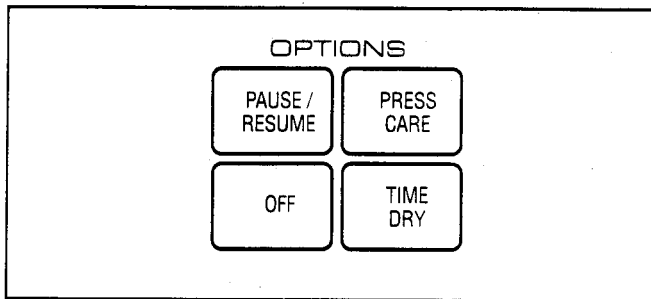 OPTIONS
PAUSE /
RESUME
PRESS
CARE
OFF
TIME
DRY